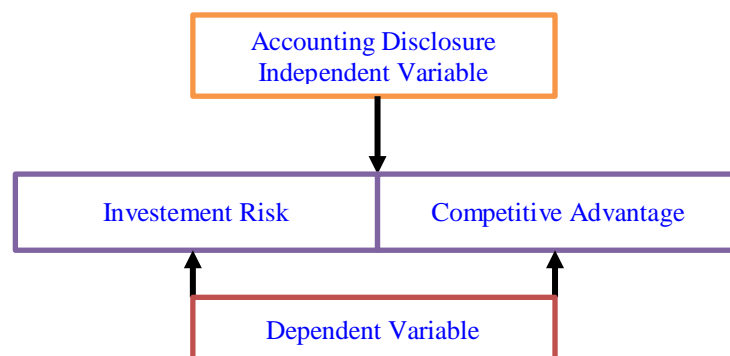 Accounting Disclosure
Independent Variable
Investement Risk
Competitive Advantage
Dependent Variable